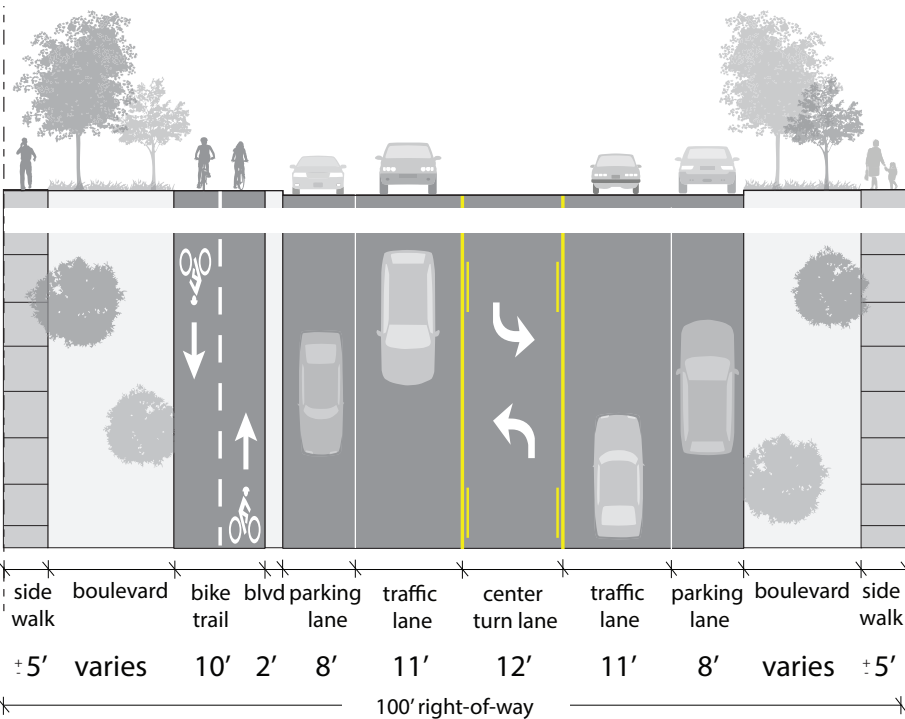 side boulevard bike blvd parking traffic center traffic parking boulevard side
walk trail lane lane turn lane lane lane walk
±5’ varies 10’ 2’ 8’ 11’ 12’ 11’ 8’ varies ±5’
100’ right-of-way